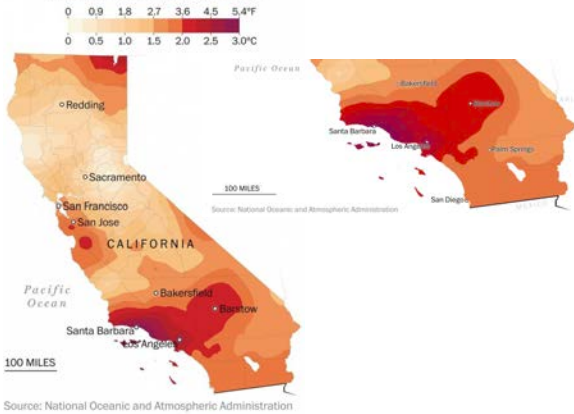 0 0.9 1.8 2.7 3.6 4.5 5.4°F
0 0.5 1.0 1.5 2.0 2.5 3.0°C
Redding
Sacramento
San Francisco
San Jose
CALIFORNIA
Pacific
Ocean
Bakersfield
Barstow
Santa Barbara
Los Angeles
100 MILES
Source: National Oceanic and Atmospheric Administration
Pacific Ocean
Bakersfield
Barstow
Santa Barbara
Los Angeles
Palm Springs
San Diego
100 MILES
Source: National Oceanic and Atmospheric Administration